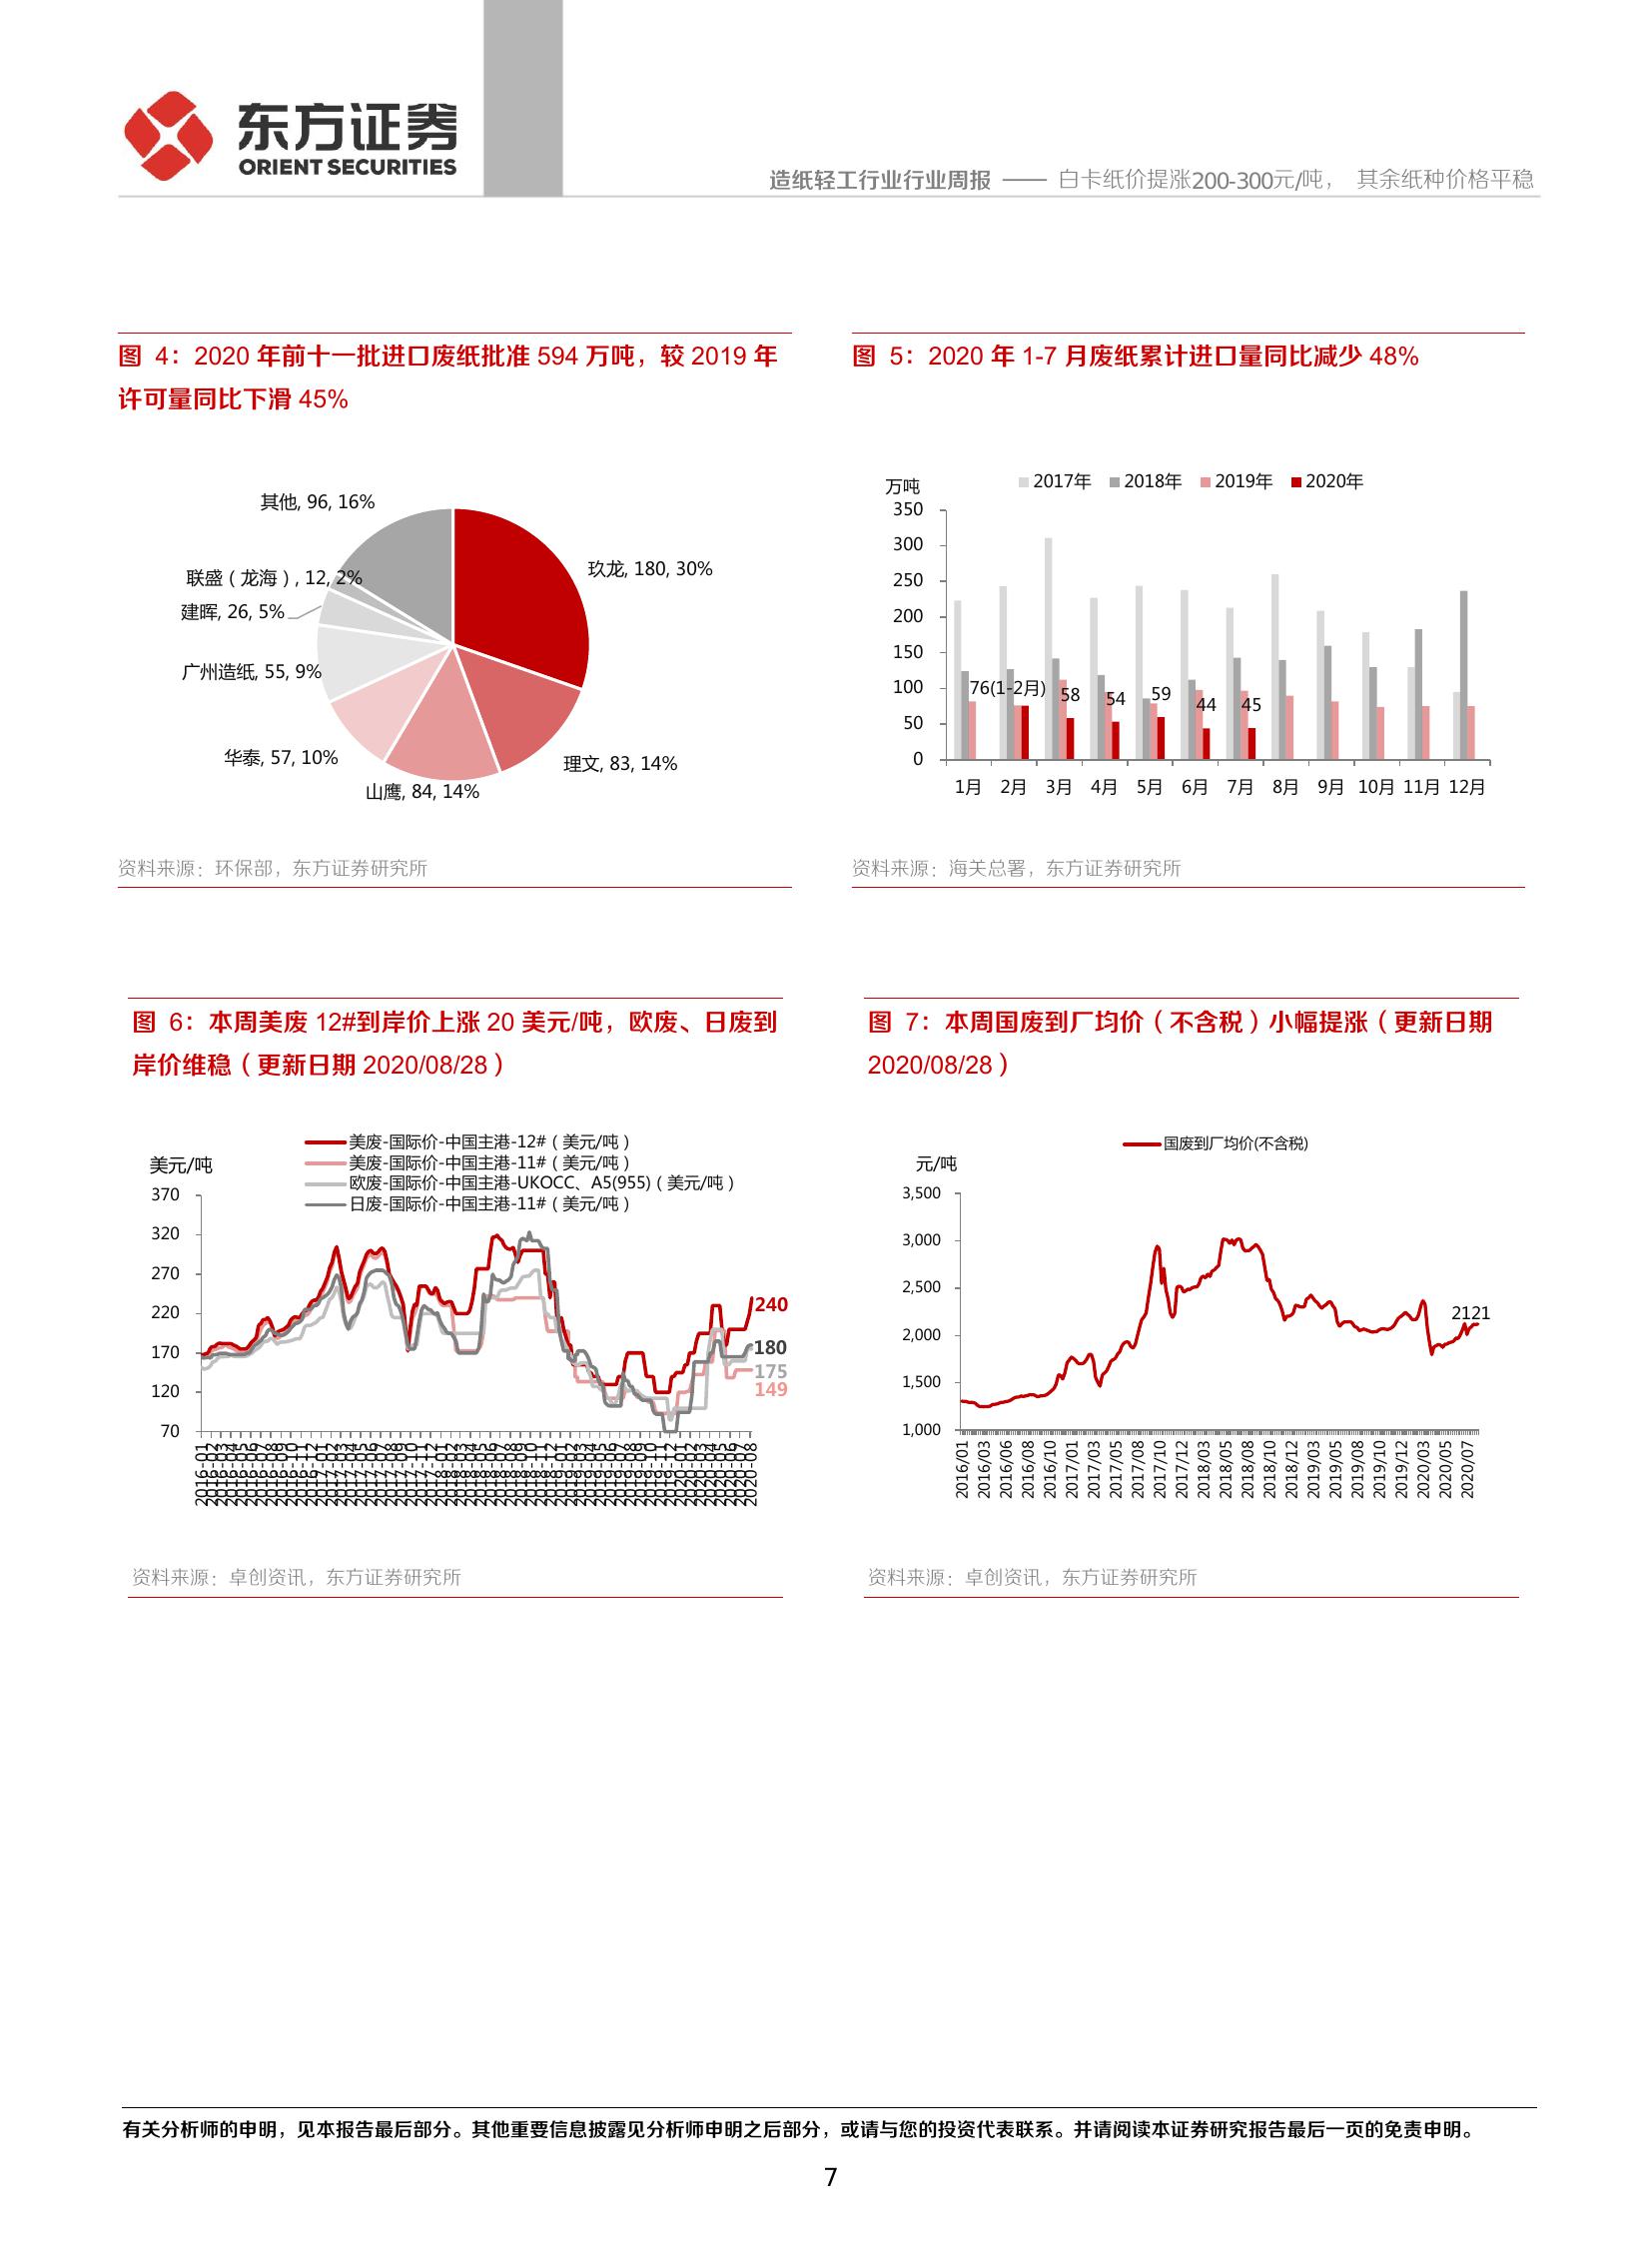 东方证券
ORIENT SECURITIES
造纸轻工行业行业周报 —— 白卡纸价提涨200-300元/吨， 其余纸种价格平稳
图 4：2020 年前十一批进口废纸批准 594 万吨，较 2019 年
许可量同比下滑 45%
其他, 96, 16%
联盛（龙海）, 12, 2%
建晖, 26, 5%
广州造纸, 55, 9%
华泰, 57, 10%
山鹰, 84, 14%
理文, 83, 14%
玖龙, 180, 30%
资料来源：环保部，东方证券研究所
图 5：2020 年 1-7 月废纸累计进口量同比减少 48%
万吨
2017年 2018年 2019年 2020年
350
300
250
200
150
100
50
0
76(1-2月) 58 54 59 44 45
1月 2月 3月 4月 5月 6月 7月 8月 9月 10月 11月 12月
资料来源：海关总署，东方证券研究所
图 6：本周美废 12#到岸价上涨 20 美元/吨，欧废、日废到
岸价维稳（更新日期 2020/08/28）
美元/吨
美废-国际价-中国主港-12#（美元/吨）
美废-国际价-中国主港-11#（美元/吨）
欧废-国际价-中国主港-UKOCC、A5(955)（美元/吨）
日废-国际价-中国主港-11#（美元/吨）
370
320
270
220
170
120
70
240
180
175
149
2016-01 2016-02 2016-03 2016-04 2016-05 2016-06 2016-07 2016-08 2016-09 2016-10 2016-11 2016-12 2017-01 2017-02 2017-03 2017-04 2017-05 2017-06 2017-07 2017-08 2017-09 2017-10 2017-11 2017-12 2018-01 2018-02 2018-03 2018-04 2018-05 2018-06 2018-07 2018-08 2018-09 2018-10 2018-11 2018-12 2019-01 2019-02 2019-03 2019-04 2019-05 2019-06 2019-07 2019-08 2019-09 2019-10 2019-11 2019-12 2020-01 2020-02 2020-03 2020-04 2020-05 2020-06 2020-07 2020-08
资料来源：卓创资讯，东方证券研究所
图 7：本周国废到厂均价（不含税）小幅提涨（更新日期
2020/08/28）
元/吨
国废到厂均价(不含税)
3,500
3,000
2,500
2,000
1,500
1,000
2121
2016/01 2016/03 2016/06 2016/08 2016/10 2017/01 2017/03 2017/05 2017/08 2017/10 2017/12 2018/03 2018/05 2018/08 2018/10 2018/12 2019/03 2019/05 2019/08 2019/10 2019/12 2020/03 2020/05 2020/07
资料来源：卓创资讯，东方证券研究所
有关分析师的申明，见本报告最后部分。其他重要信息披露见分析师申明之后部分，或请与您的投资代表联系。并请阅读本证券研究报告最后一页的免责申明。
7